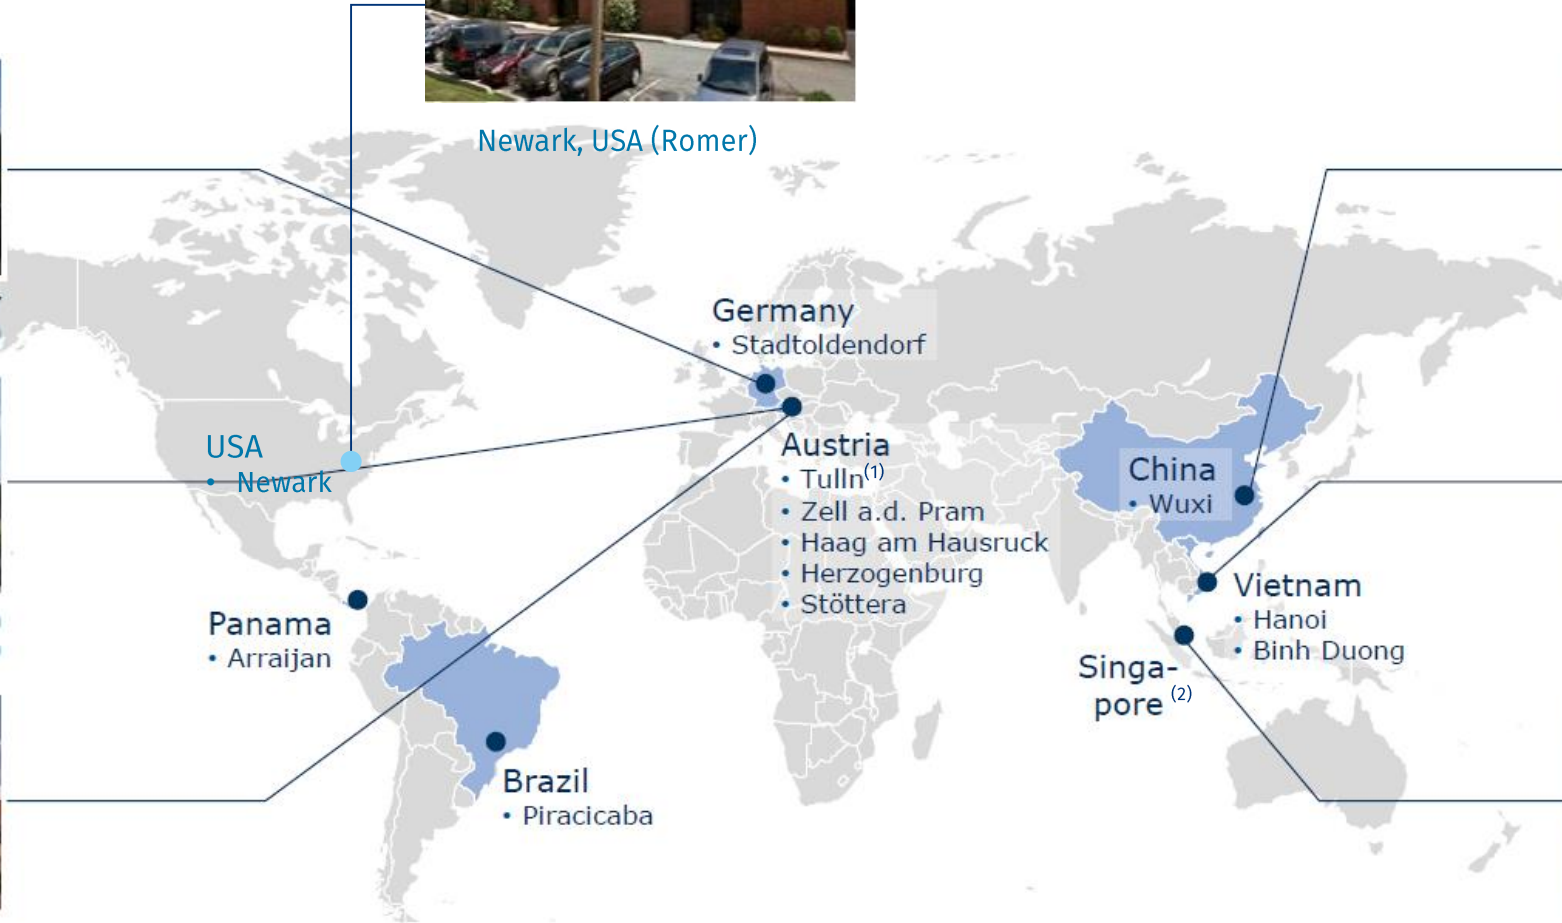 Newark, USA (Romer)
Germany
• Stadtoldendorf
USA
• Newark
Austria
• Tulln(1)
• Zell a.d. Pram
• Haag am Hausruck
• Herzogenburg
• Stöttera
China
• Wuxi
Panama
• Arraijan
Vietnam
• Hanoi
• Binh Duong
Singa-
pore (2)
Brazil
• Piracicaba